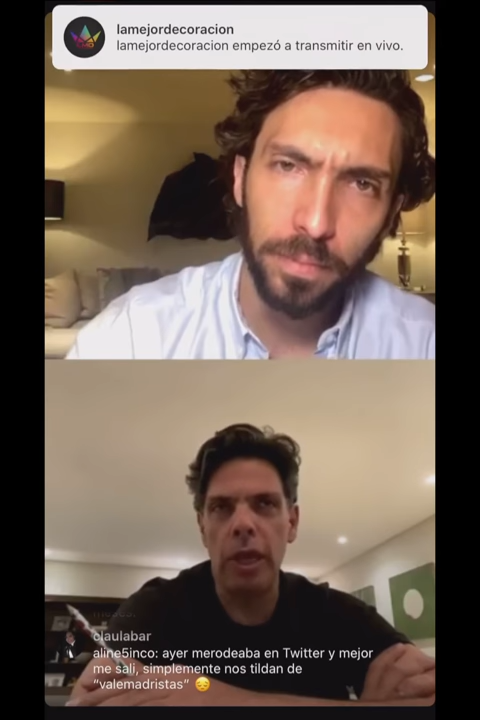 lamejordecoracion
lamejordecoracion empezó a transmitir en vivo.
claulabar
aline5inco: ayer merodeaba en Twitter y mejor
me sali, simplemente nos tildan de
“valemadristas” 😔